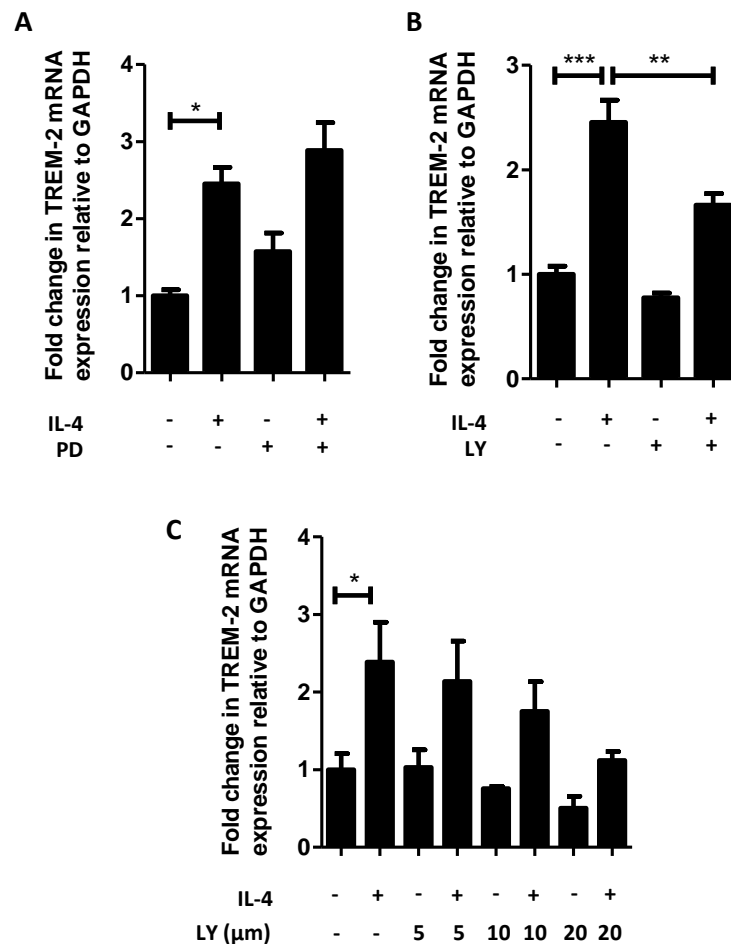 A
Fold change in TREM-2 mRNA
expression relative to GAPDH
4
3
2
1
0
*
IL-4 - + - +
PD - - + +
B
Fold change in TREM-2 mRNA
expression relative to GAPDH
3
2
1
0
*** **
IL-4 - + - +
LY - - + +
C
Fold change in TREM-2 mRNA
expression relative to GAPDH
4
3
2
1
0
*
IL-4 - + - + - + - +
LY (μm) - - 5 5 10 10 20 20